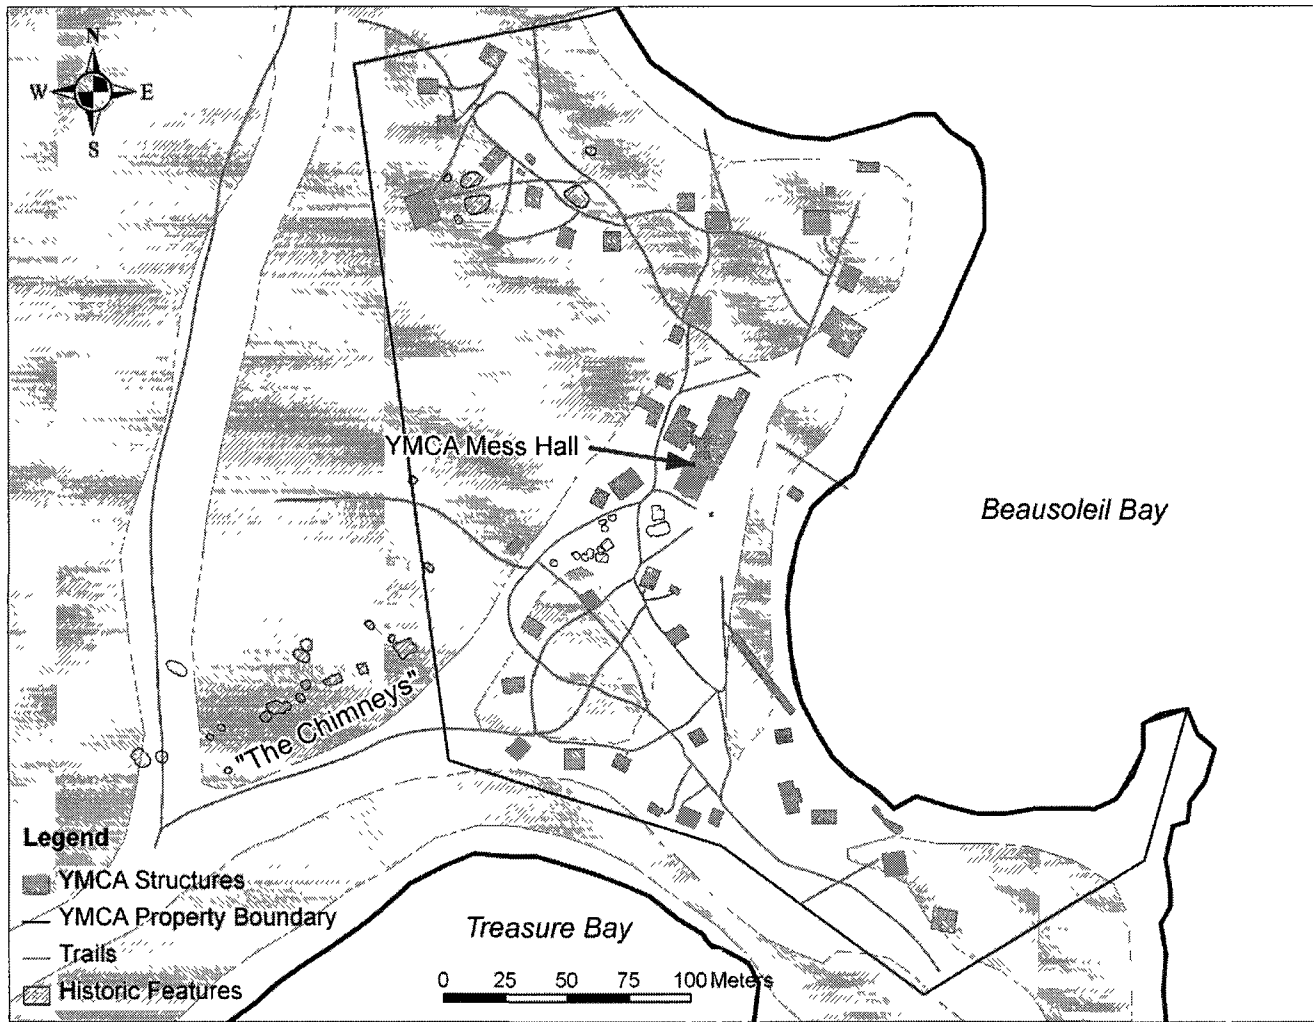 N
W E
S
YMCA Mess Hall
Beausoleil Bay
"The Chimneys"
Legend
YMCA Structures
YMCA Property Boundary
Trails
Historic Features
Treasure Bay
0 25 50 75 100 Meters